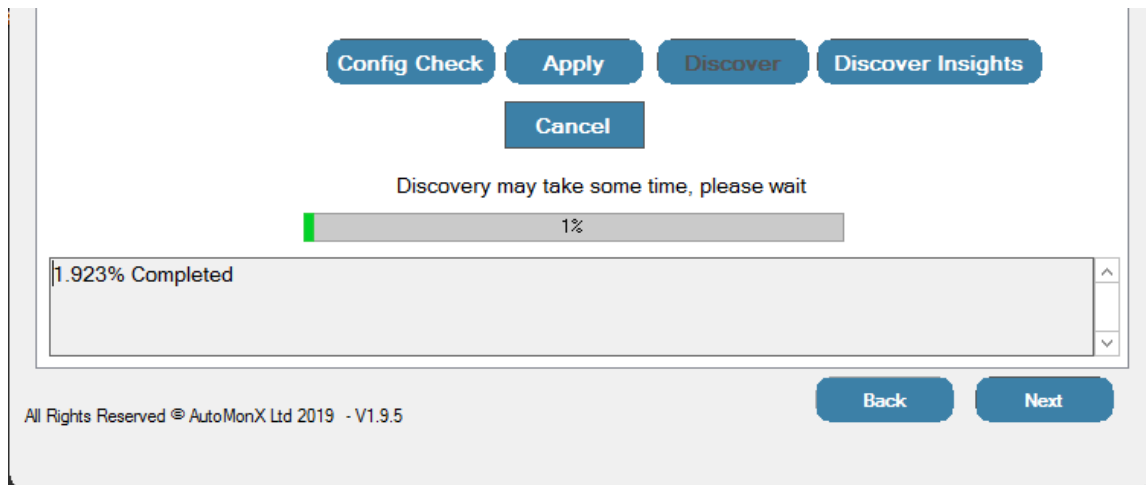 Config Check Apply Discover Discover Insights
Cancel
Discovery may take some time, please wait
1%
1.923% Completed
Back Next
All Rights Reserved © AutoMonX Ltd 2019 - V1.9.5